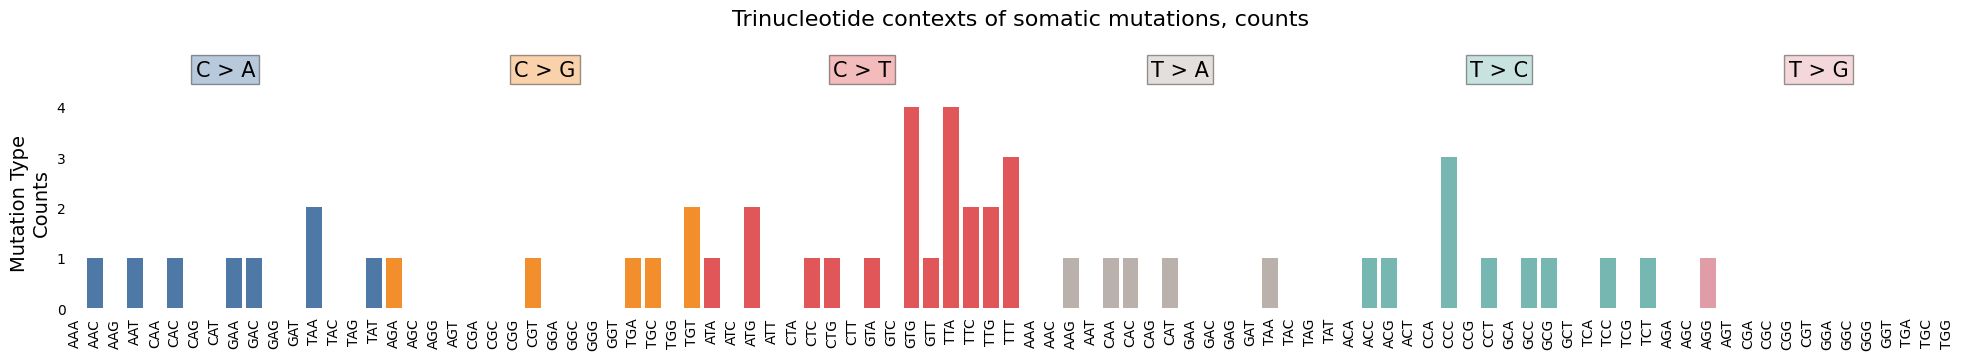 Trinucleotide contexts of somatic mutations, counts
C > A C > G C > T T > A T > C T > G
Mutation Type
Counts
4
3
2
1
0
AAA AAC AAG AAT CAA CAC CAG CAT GAA GAC GAG GAT TAA TAC TAG TAT AGA AGC AGG AGT CGA CGC CGG CGT GGA GGC GGG GGT TGA TGC TGG TGT ATA ATC ATG ATT CTA CTC CTG CTT GTA GTC GTG GTT TTA TTC TTG TTT AAA AAC AAG AAT CAA CAC CAG CAT GAA GAC GAG GAT TAA TAC TAG TAT ACA ACC ACG ACT CCA CCC CCG CCT GCA GCC GCG GCT TCA TCC TCG TCT AGA AGC AGG AGT CGA CGC CGG CGT GGA GGC GGG GGT TGA TGC TGG